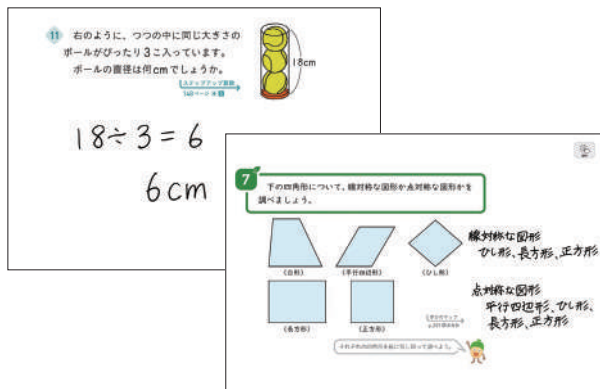 11 右のように、つつの中に同じ大きさの
ボールがぴったり3こ入っています。
ボールの直径は何cmでしょうか。
18cm
18÷3=6
6cm
7
下の四角形について、線対称な図形か点対称な図形かを
調べましょう。
(台形) (平行四辺形) (ひし形)
(長方形) (正方形)
線対称な図形
ひし形、長方形、正方形
点対称な図形
平行四辺形、ひし形、
長方形、正方形